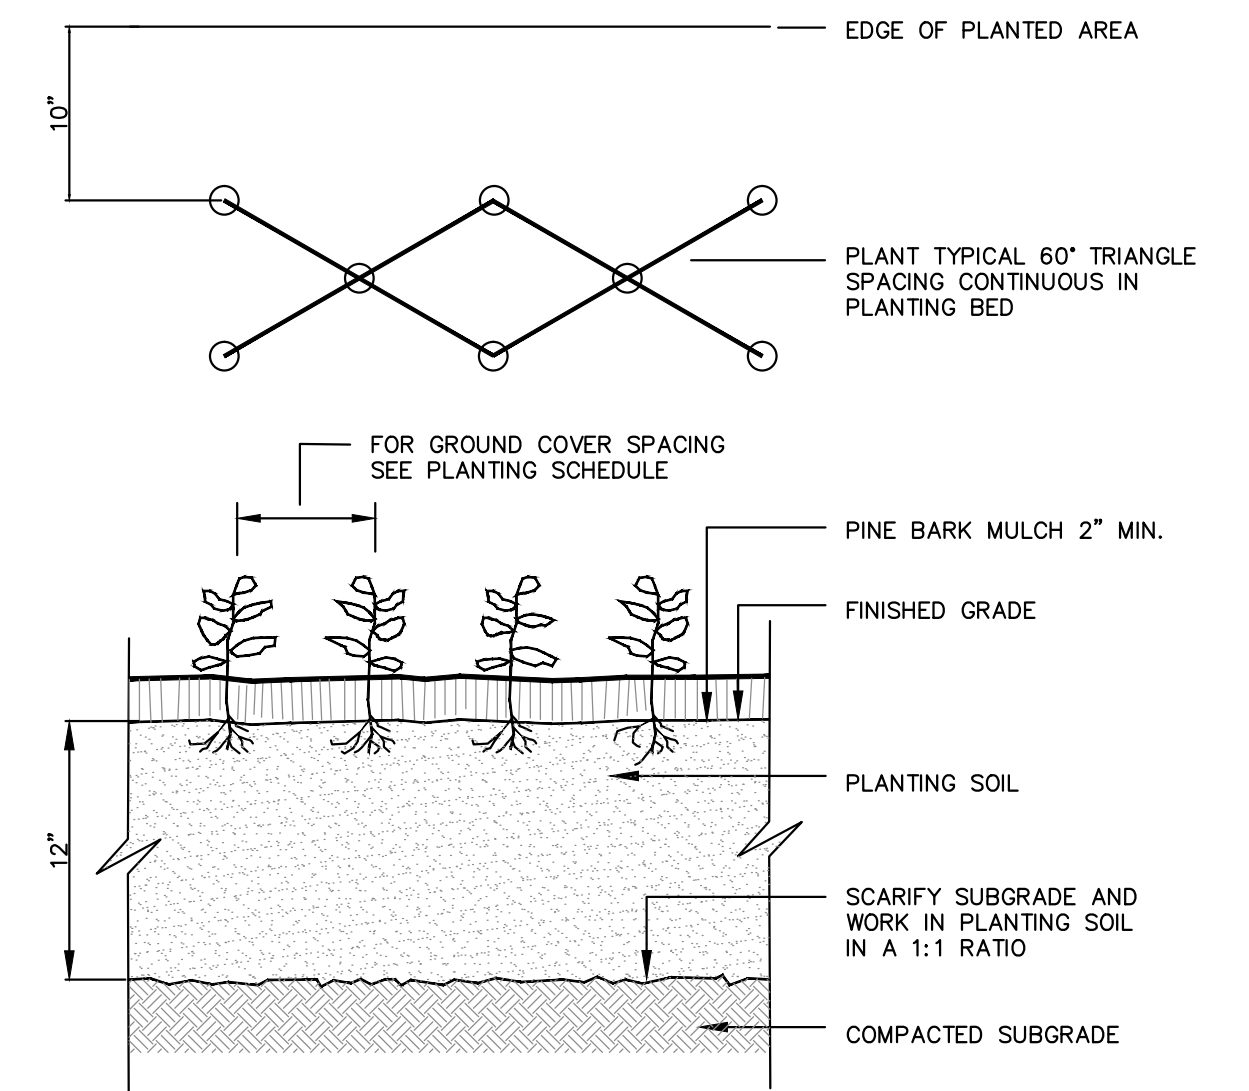 EDGE OF PLANTED AREA
10"
PLANT TYPICAL 60° TRIANGLE
SPACING CONTINUOUS IN
PLANTING BED
FOR GROUND COVER SPACING
SEE PLANTING SCHEDULE
PINE BARK MULCH 2" MIN.
FINISHED GRADE
PLANTING SOIL
12"
SCARIFY SUBGRADE AND
WORK IN PLANTING SOIL
IN A 1:1 RATIO
COMPACTED SUBGRADE